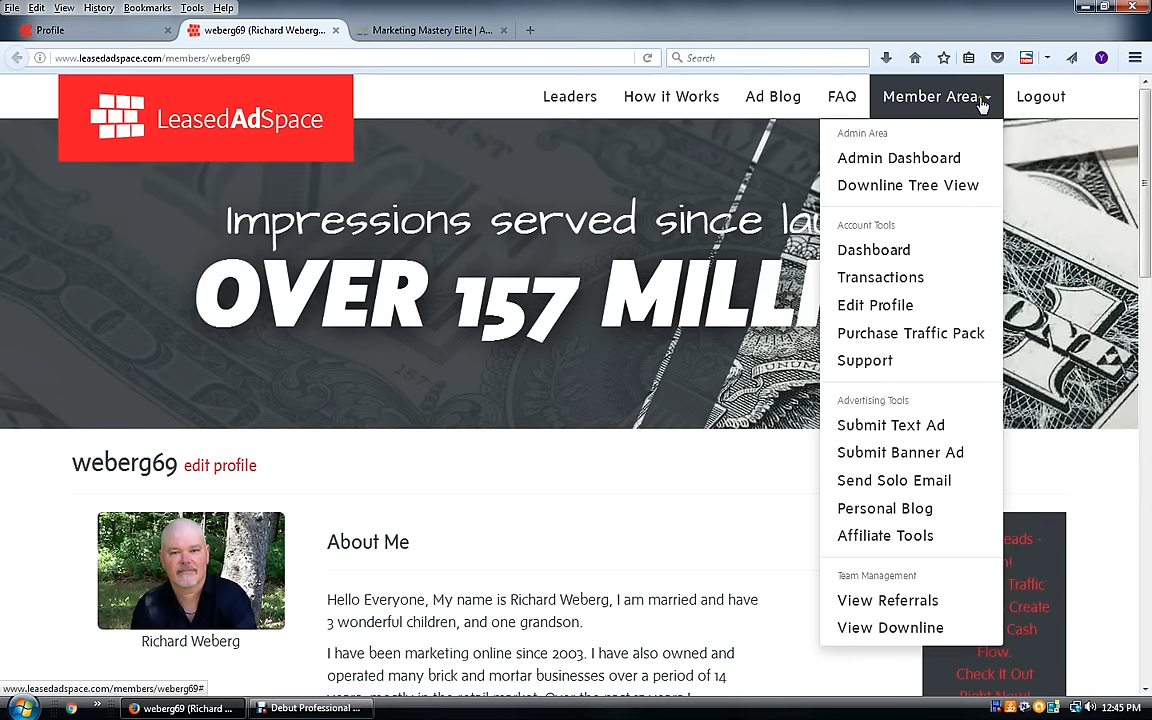 File Edit View History Bookmarks Tools Help
Profile
weberg69 (Richard Weberg...
Marketing Mastery Elite | A...
www.leasedadspace.com/members/weberg69
Search
LeasedAdSpace
Leaders How it Works Ad Blog FAQ Member Area Logout
Impressions served since la
OVER 157 MILL
Admin Area
Admin Dashboard
Downline Tree View
Account Tools
Dashboard
Transactions
Edit Profile
Purchase Traffic Pack
Support
Advertising Tools
Submit Text Ad
Submit Banner Ad
Send Solo Email
Personal Blog
Affiliate Tools
Team Management
View Referrals
View Downline
weberg69 edit profile
Richard Weberg
About Me
Hello Everyone, My name is Richard Weberg, I am married and have
3 wonderful children, and one grandson.
I have been marketing online since 2003. I have also owned and
operated many brick and mortar businesses over a period of 14
eads -
Traffic
Create
Cash
Flow.
Check It Out
Right Now!
www.leasedadspace.com/members/weberg69#
weberg69 (Richard ...
Debut Professional ...
12:45 PM